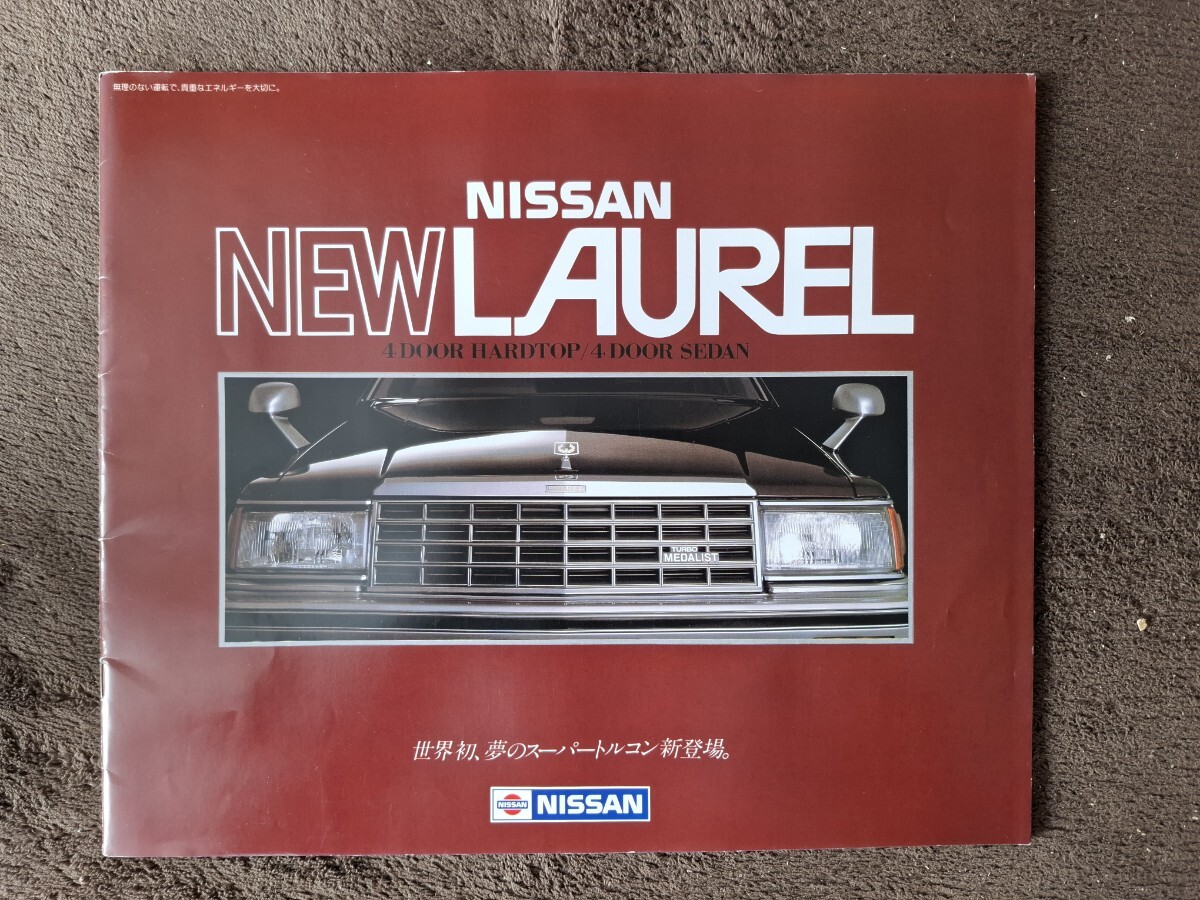 無理のない運転で、貴重なエネルギーを大切に。
NISSAN
NEW LAUREL
4 DOOR HARDTOP/4 DOOR SEDAN
TURBO
MEDALIST
世界初、夢のスーパートルコン新登場。
NISSAN NISSAN